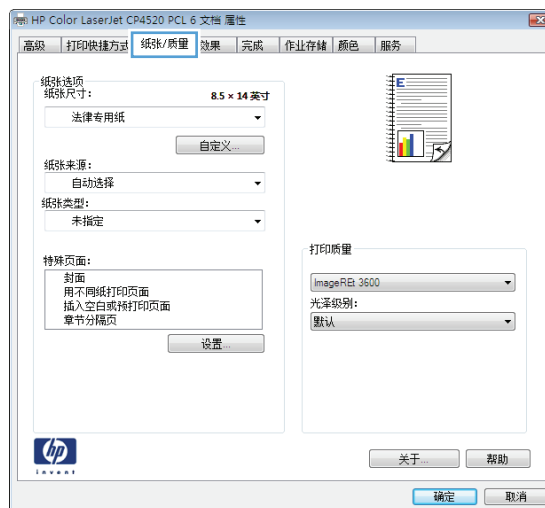 HP Color LaserJet CP4520 PCL 6 文档 属性
高级 打印快捷方式 纸张/质量 效果 完成 作业存储 颜色 服务
纸张选项
纸张尺寸: 8.5 × 14 英寸
法律专用纸
自定义...
纸张来源:
自动选择
纸张类型:
未指定
特殊页面:
封面
用不同纸打印页面
插入空白或预打印页面
章节分隔页
设置...
E
打印质量
ImageREt 3600
光泽级别:
默认
hp
invent
关于... 帮助
确定 取消